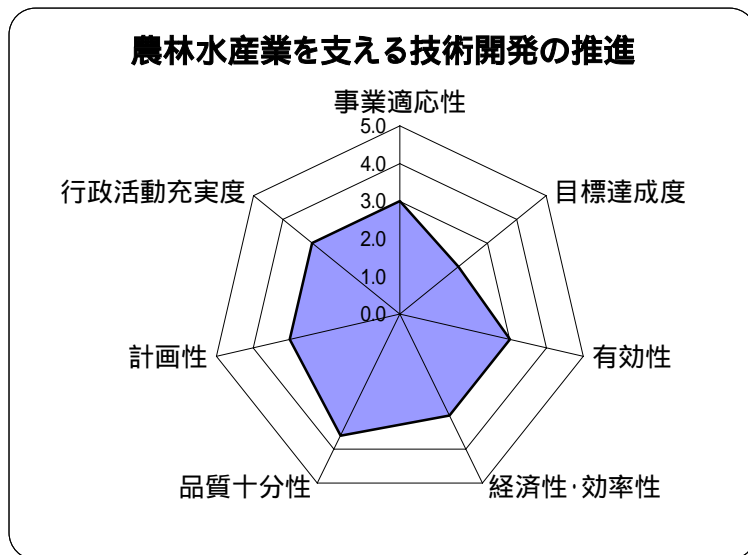 農林水産業を支える技術開発の推進
事業適応性
5.0
4.0
3.0
2.0
1.0
0.0
目標達成度
有効性
経済性・効率性
品質十分性
計画性
行政活動充実度